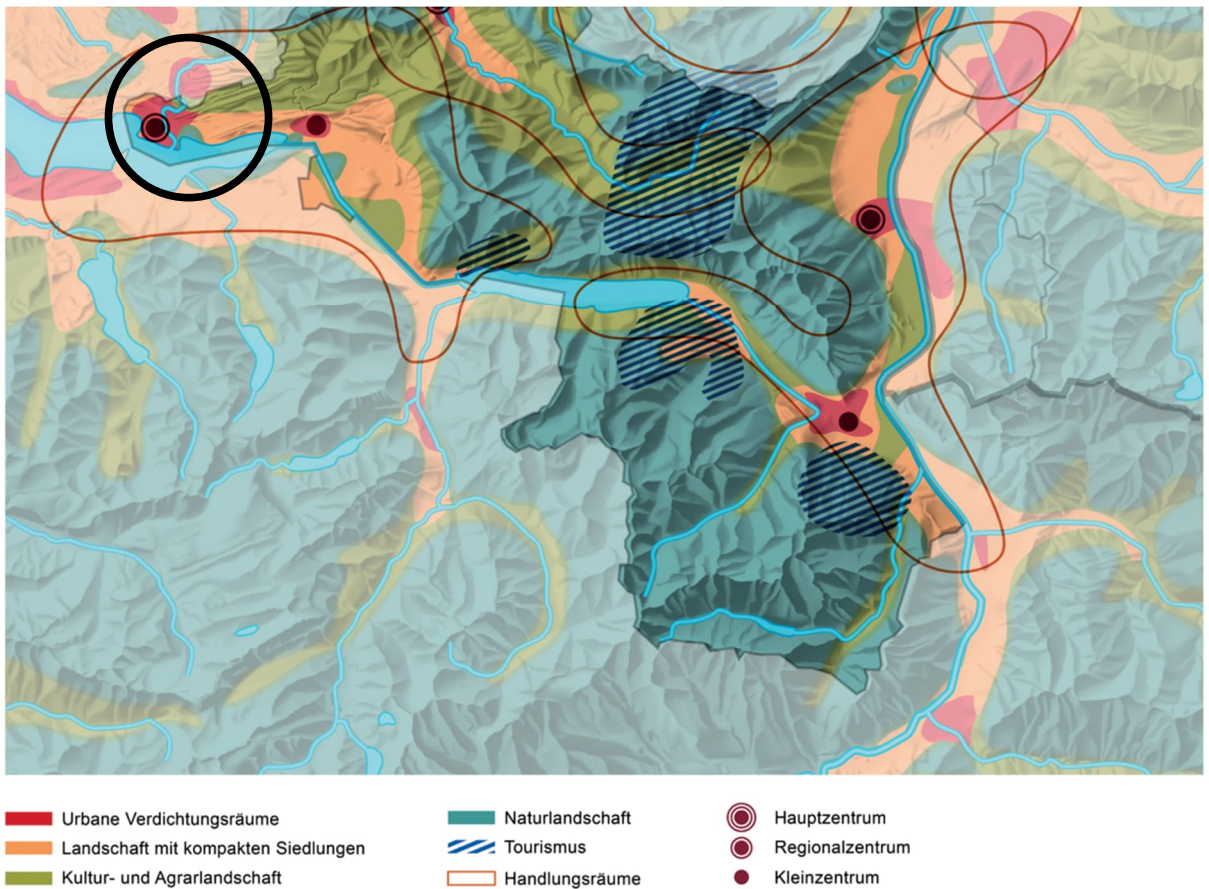 Urbane Verdichtungsräume
Landschaft mit kompakten Siedlungen
Kultur- und Agrarlandschaft
Naturlandschaft
Tourismus
Handlungsräume
Hauptzentrum
Regionalzentrum
Kleinzentrum